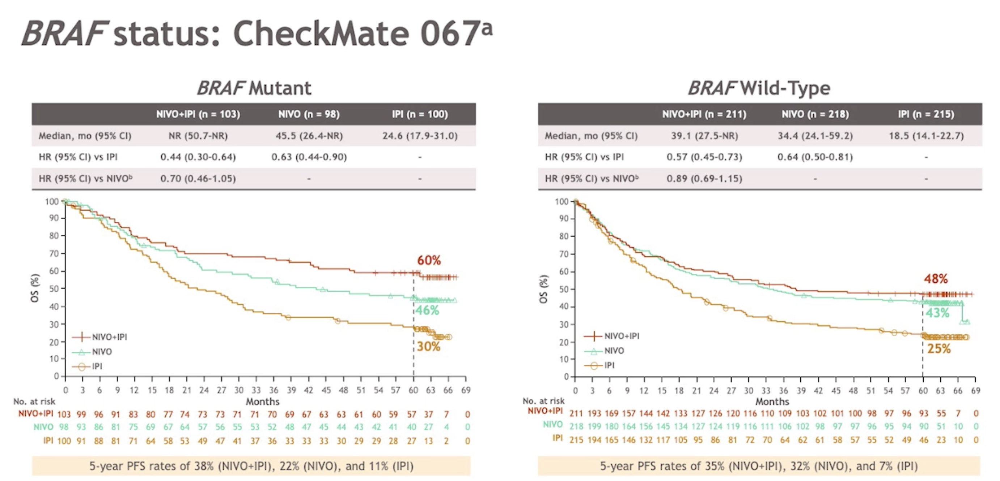 BRAF status: CheckMate 067ᵃ
BRAF Mutant
NIVO+IPI (n = 103) NIVO (n = 98) IPI (n = 100)
Median, mo (95% CI) NR (50.7-NR) 45.5 (26.4-NR) 24.6 (17.9-31.0)
HR (95% CI) vs IPI 0.44 (0.30-0.64) 0.63 (0.44-0.90) -
HR (95% CI) vs NIVOᵇ 0.70 (0.46-1.05) - -
OS (%)
100
90
80
70
60
50
40
30
20
10
0
60%
46%
30%
NIVO+IPI
NIVO
IPI
0 3 6 9 12 15 18 21 24 27 30 33 36 39 42 45 48 51 54 57 60 63 66 69
Months
No. at risk
NIVO+IPI 103 99 96 91 83 80 77 74 73 73 71 71 70 69 67 63 63 61 60 59 57 37 7 0
NIVO 98 93 86 81 75 69 67 64 57 56 55 53 52 48 47 45 44 43 42 41 40 27 4 0
IPI 100 91 88 81 71 64 58 53 49 47 41 37 36 33 33 33 30 29 29 28 27 13 2 0
5-year PFS rates of 38% (NIVO+IPI), 22% (NIVO), and 11% (IPI)
BRAF Wild-Type
NIVO+IPI (n = 211) NIVO (n = 218) IPI (n = 215)
Median, mo (95% CI) 39.1 (27.5-NR) 34.4 (24.1-59.2) 18.5 (14.1-22.7)
HR (95% CI) vs IPI 0.57 (0.45-0.73) 0.64 (0.50-0.81) -
HR (95% CI) vs NIVOᵇ 0.89 (0.69-1.15) - -
OS (%)
100
90
80
70
60
50
40
30
20
10
0
48%
43%
25%
NIVO+IPI
NIVO
IPI
0 3 6 9 12 15 18 21 24 27 30 33 36 39 42 45 48 51 54 57 60 63 66 69
Months
No. at risk
NIVO+IPI 211 193 169 157 144 142 133 127 126 120 116 110 109 103 102 101 100 98 97 96 93 55 7 0
NIVO 218 199 180 164 156 145 134 127 124 119 116 111 106 102 98 97 97 96 95 94 90 51 10 0
IPI 215 194 165 146 132 117 105 95 86 81 72 70 64 62 61 58 57 55 52 49 46 23 10 0
5-year PFS rates of 35% (NIVO+IPI), 32% (NIVO), and 7% (IPI)